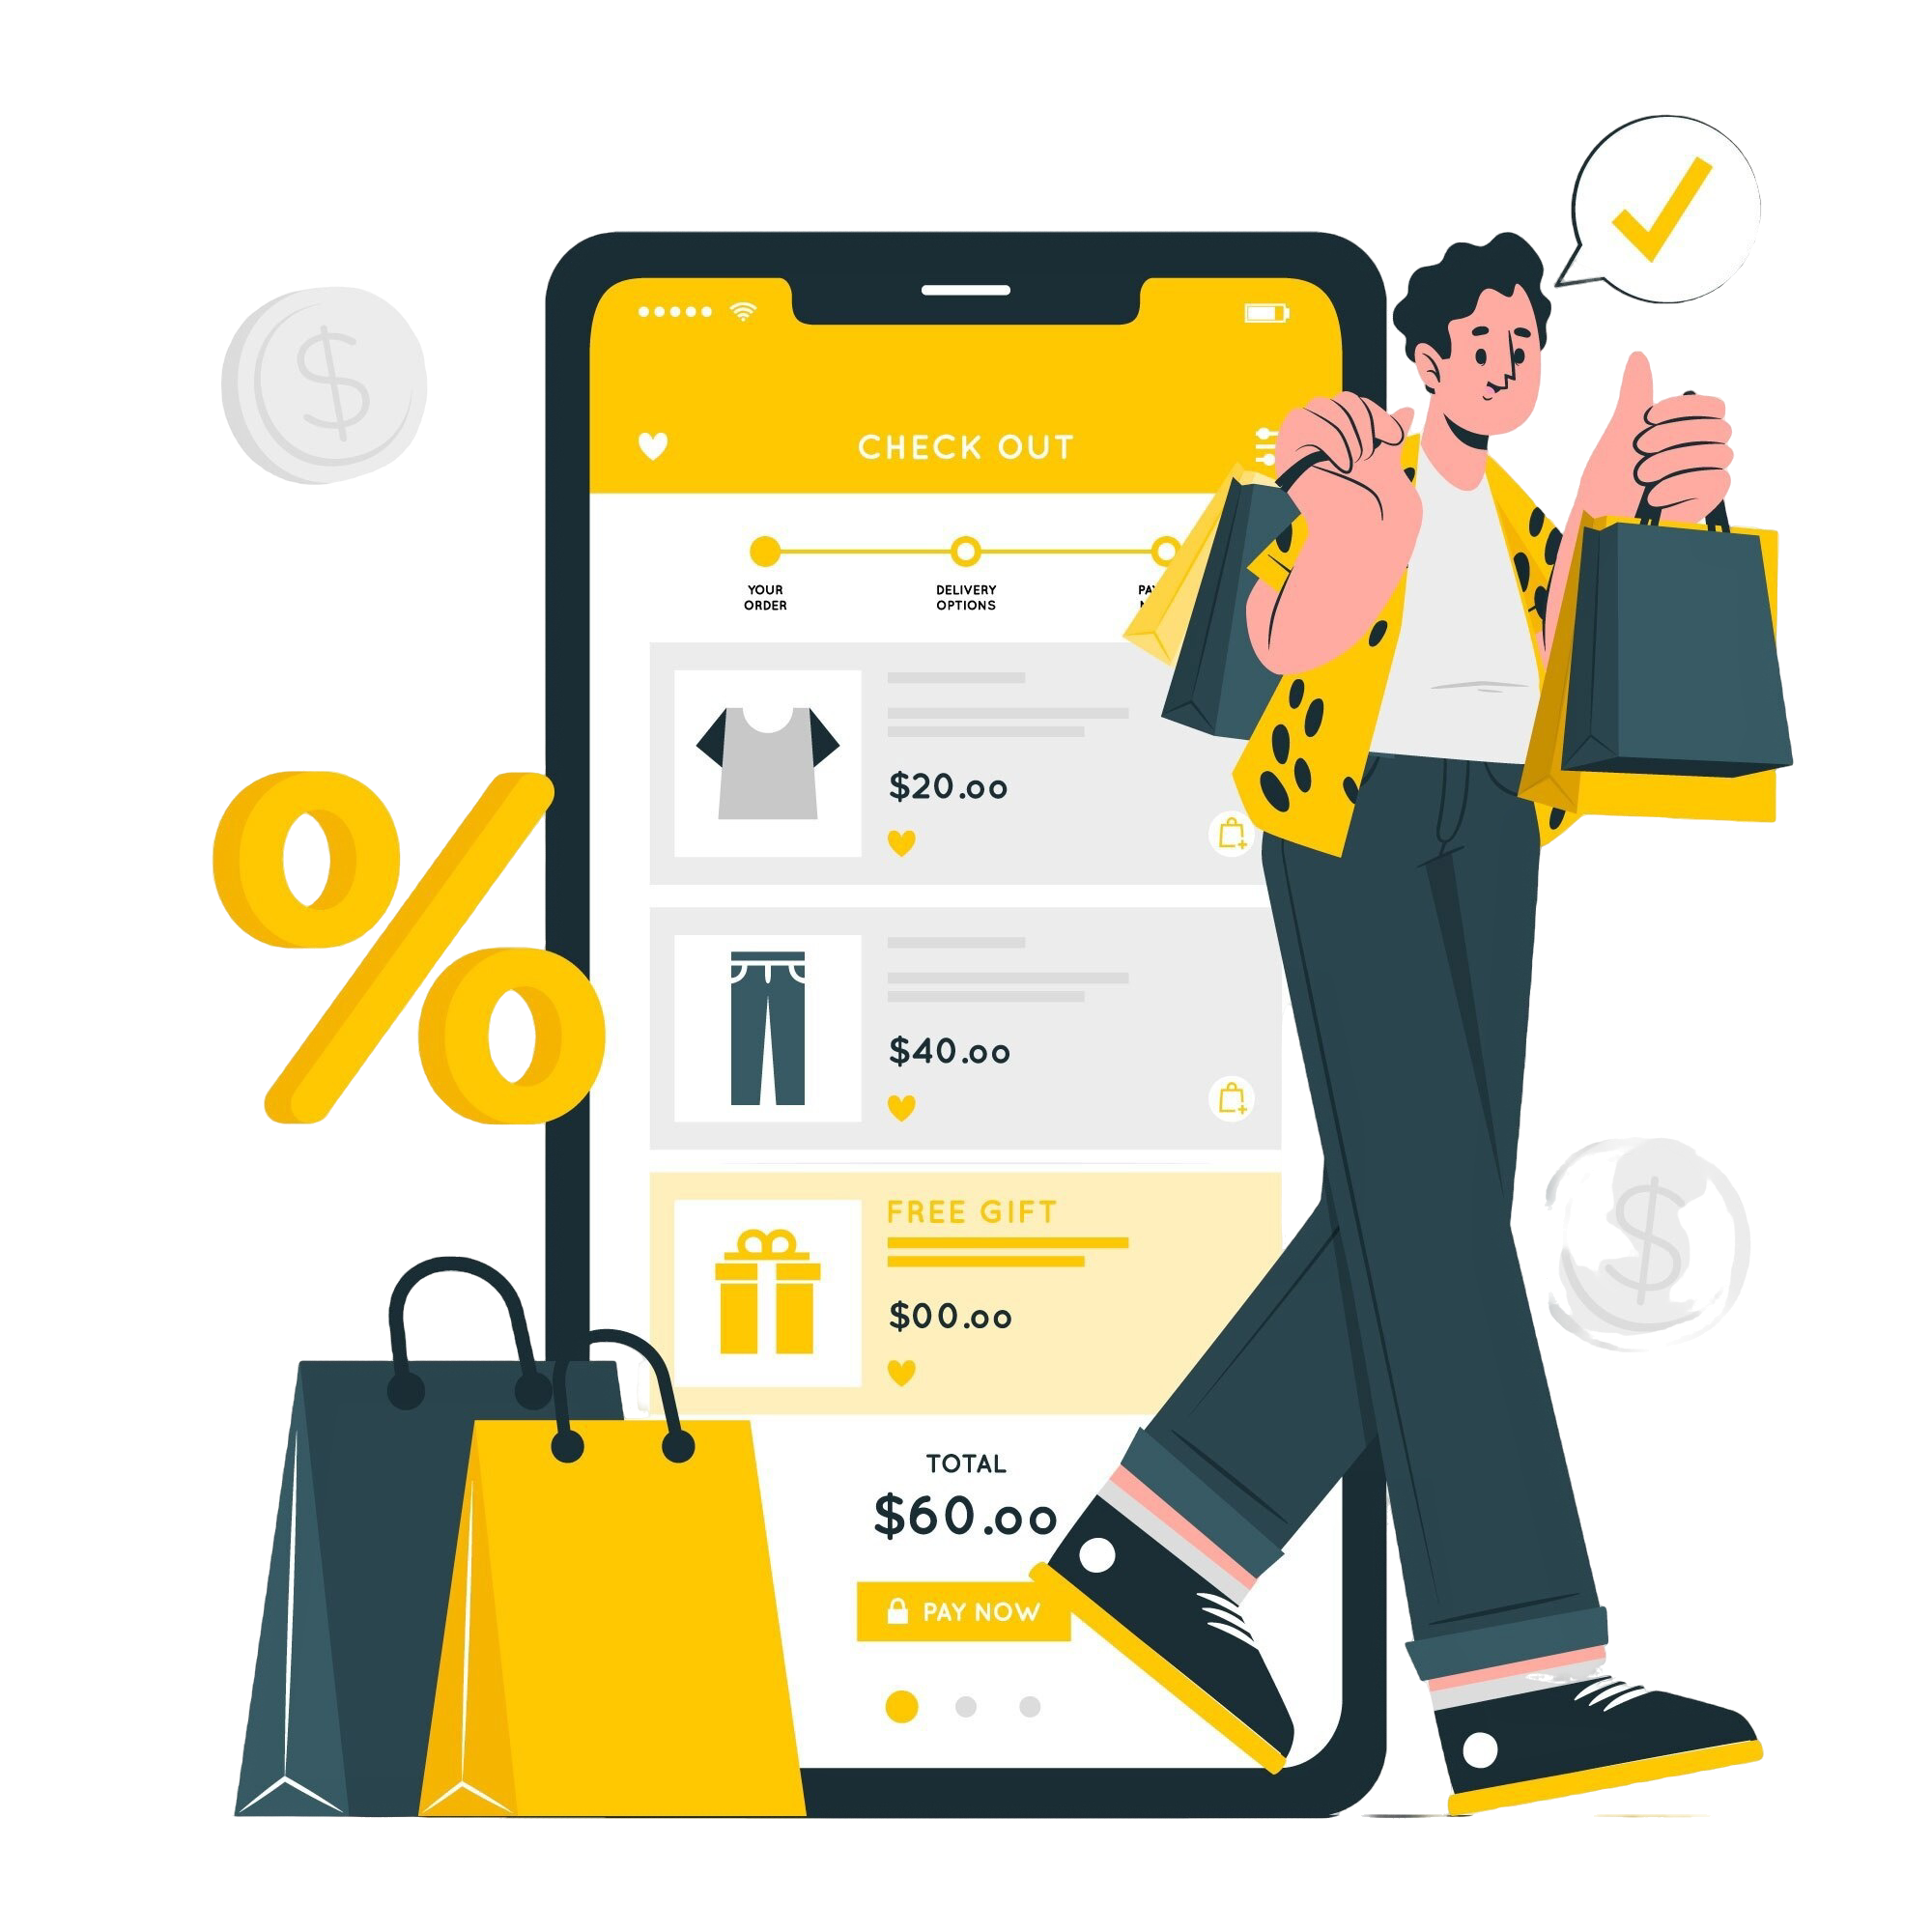 CHECK OUT
YOUR
ORDER
DELIVERY
OPTIONS
$20.00
$40.00
FREE GIFT
$00.00
TOTAL
$60.00
PAY NOW
%
$
$